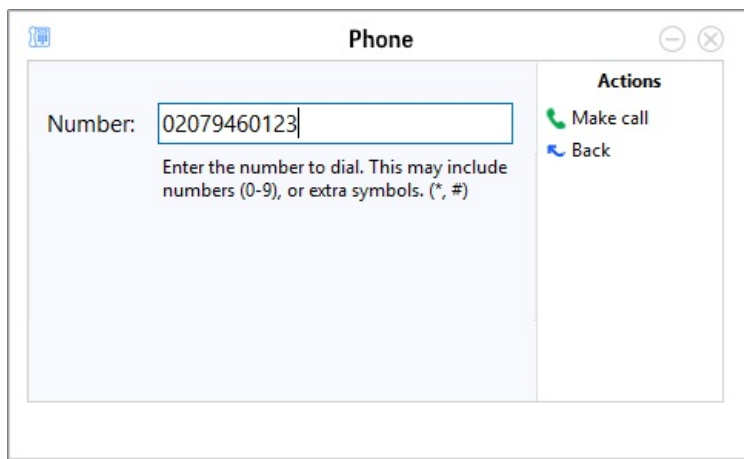 Phone
Number:
02079460123
Enter the number to dial. This may include
numbers (0-9), or extra symbols. (*, #)
Actions
Make call
Back